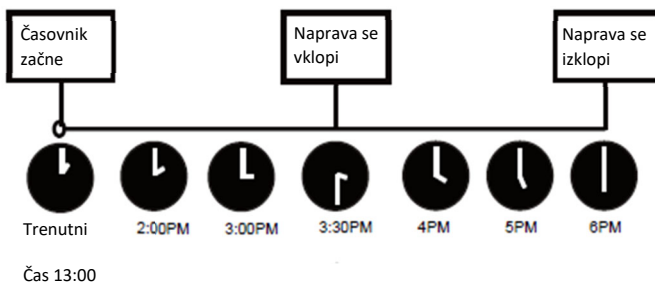 Časovnik
začne
Naprava se
vklopi
Naprava se
izklopi
Trenutni
2:00PM
3:00PM
3:30PM
4PM
5PM
6PM
Čas 13:00